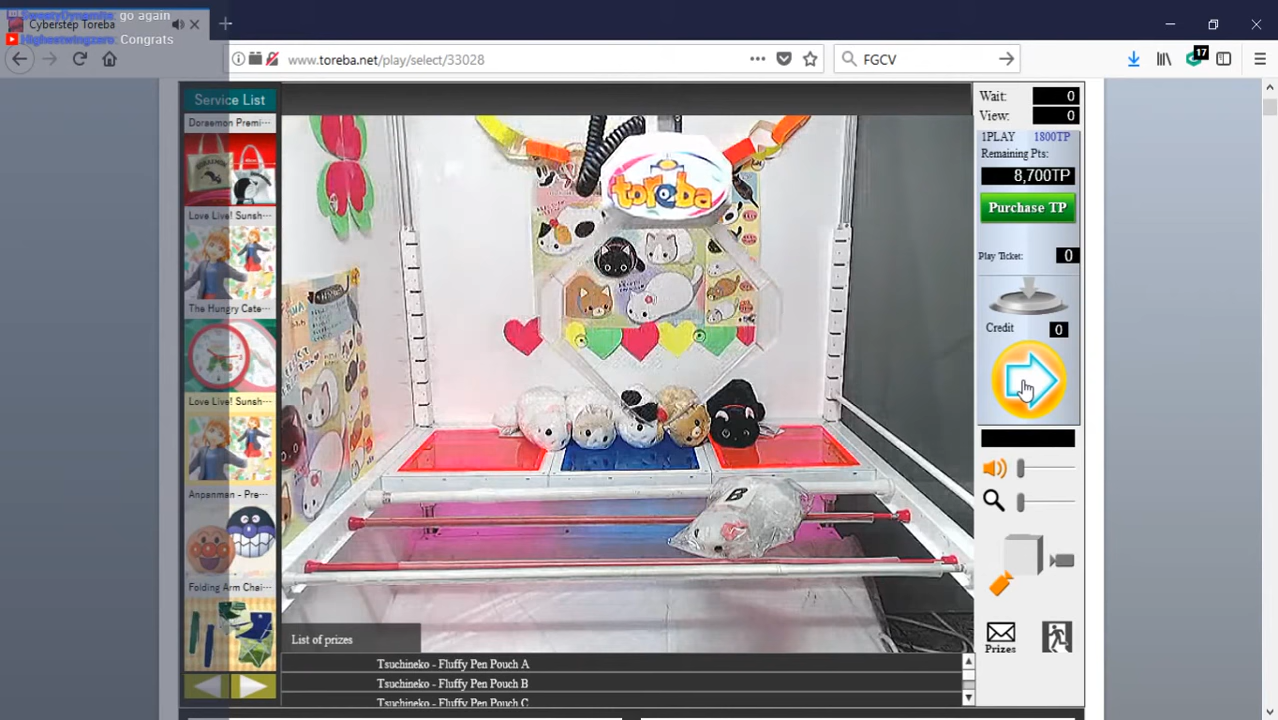 SweetyDynamite: go again
Cyberstep Toreba
Highestwingzero: Congrats
www.toreba.net/play/select/33028
FGCV
17
Service List
Doraemon Premi...
Love Live! Sunsh...
The Hungry Cate...
Love Live! Sunsh...
Anpanman - Pre...
Folding Arm Chai...
toreba
B
Wait: 0
View: 0
1PLAY 1800TP
Remaining Pts:
8,700TP
Purchase TP
Play Ticket: 0
Credit 0
Prizes
List of prizes
Tsuchineko - Fluffy Pen Pouch A
Tsuchineko - Fluffy Pen Pouch B
Tsuchineko - Fluffy Pen Pouch C